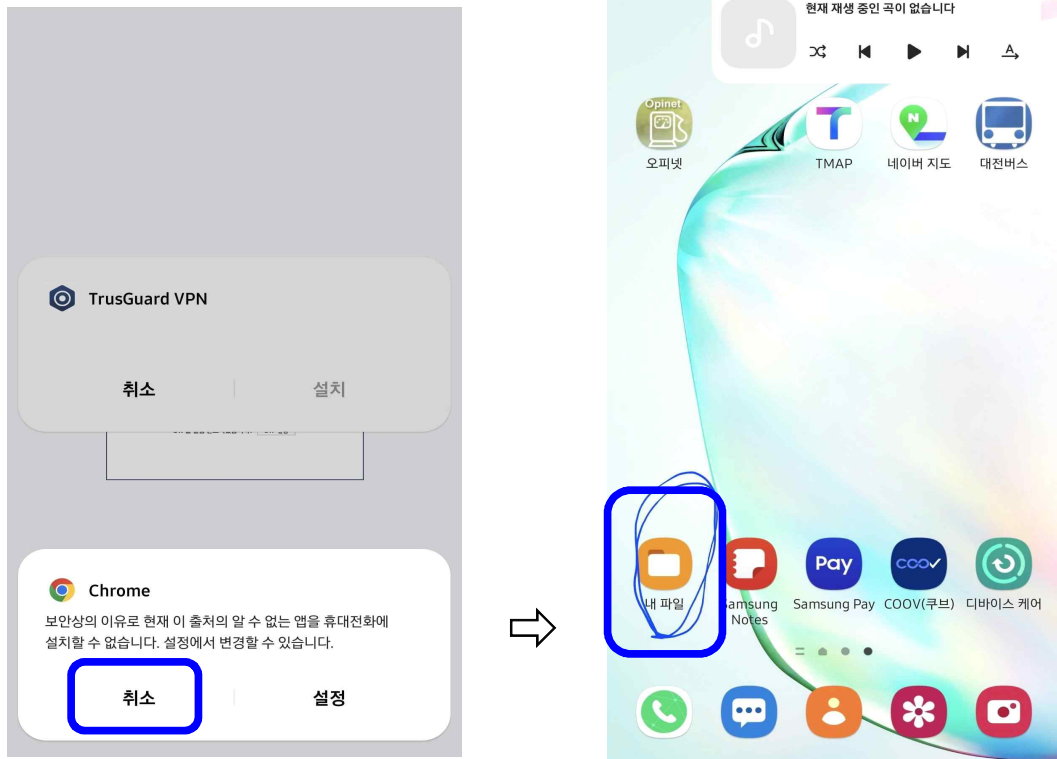 TrusGuard VPN
취소
설치
Chrome
보안상의 이유로 현재 이 출처의 알 수 없는 앱을 휴대전화에
설치할 수 없습니다. 설정에서 변경할 수 있습니다.
취소
설정
현재 재생 중인 곡이 없습니다
A
Opinet
N
오피넷
TMAP
네이버 지도
대전버스
Pay
COOV
내 파일
amsung
Notes
Samsung Pay
COOV(쿠브)
디바이스 케어